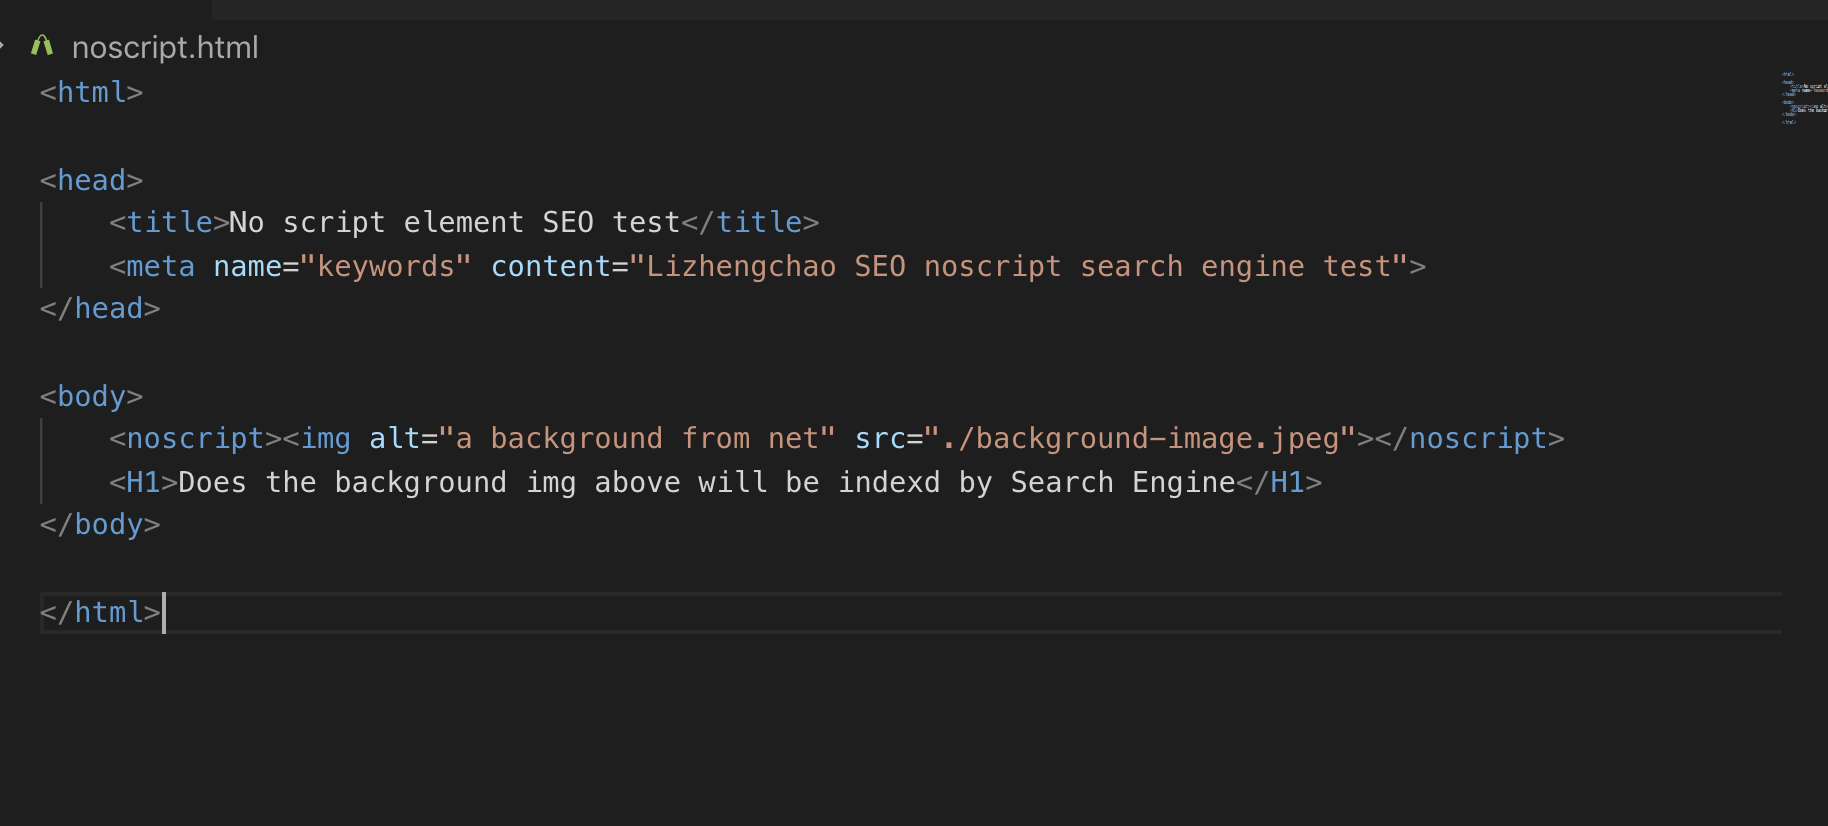 noscript.html
<html>
<head>
<title>No script element SEO test</title>
<meta name="keywords" content="Lizhengchao SEO noscript search engine test">
</head>
<body>
<noscript><img alt="a background from net" src="./background-image.jpeg"></noscript>
<H1>Does the background img above will be indexd by Search Engine</H1>
</body>
</html>